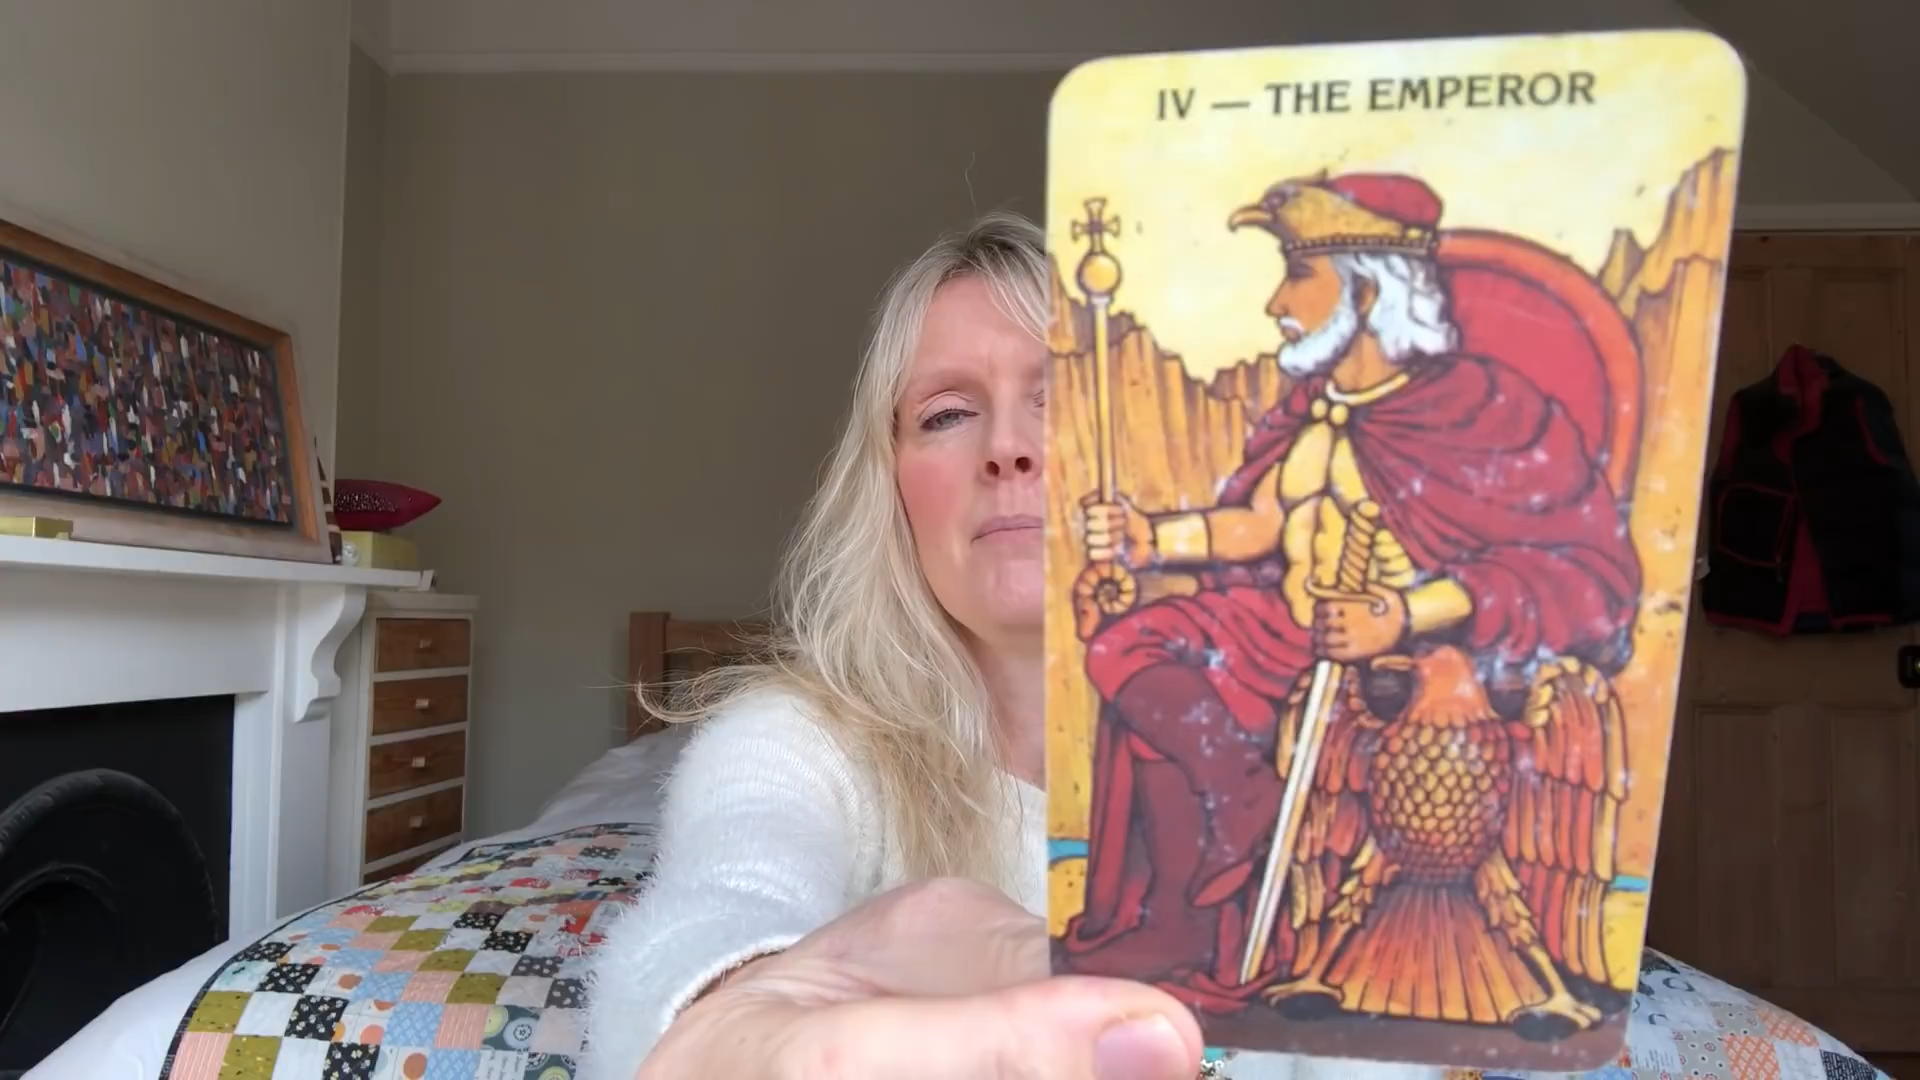 IV — THE EMPEROR